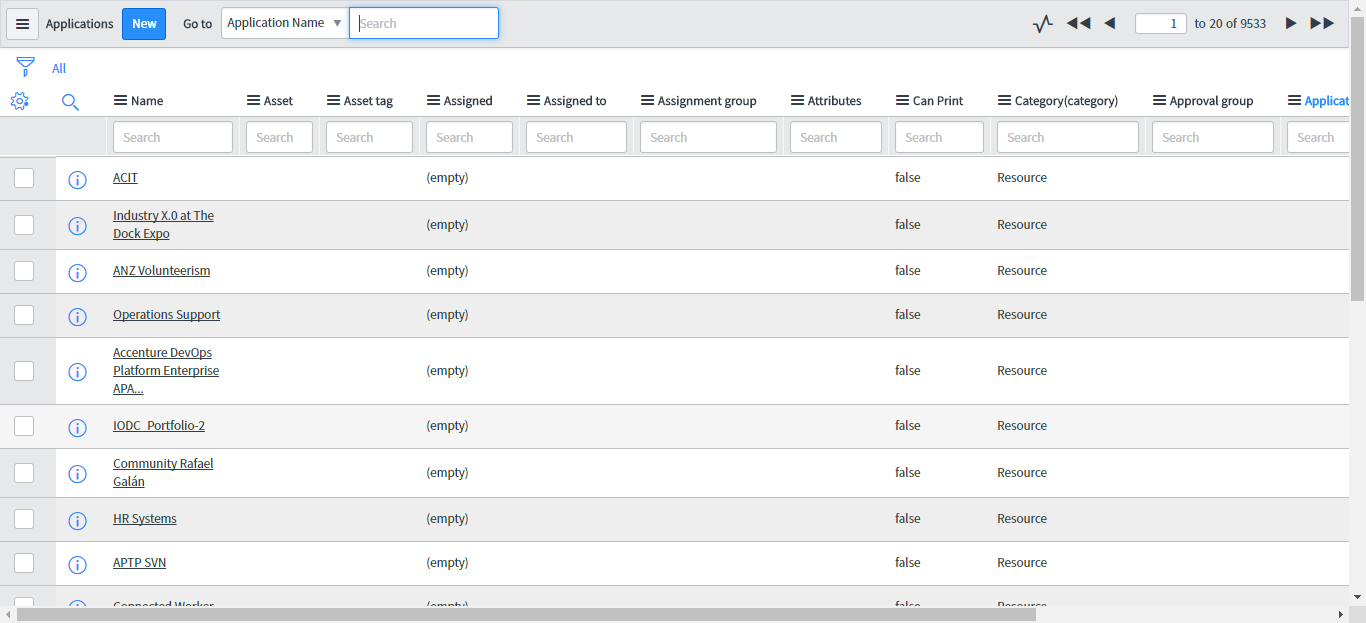 Applications New Go to Application Name Search 1 to 20 of 9533
All
Name Asset Asset tag Assigned Assigned to Assignment group Attributes Can Print Category(category) Approval group Applicat
Search Search Search Search Search Search Search Search Search Search Search
ACIT (empty) false Resource
Industry X.0 at The
Dock Expo (empty) false Resource
ANZ Volunteerism (empty) false Resource
Operations Support (empty) false Resource
Accenture DevOps
Platform Enterprise (empty) false Resource
APA...
IODC_Portfolio-2 (empty) false Resource
Community Rafael
Galán (empty) false Resource
HR Systems (empty) false Resource
APTP SVN (empty) false Resource
Connected Worker (empty) false Resource